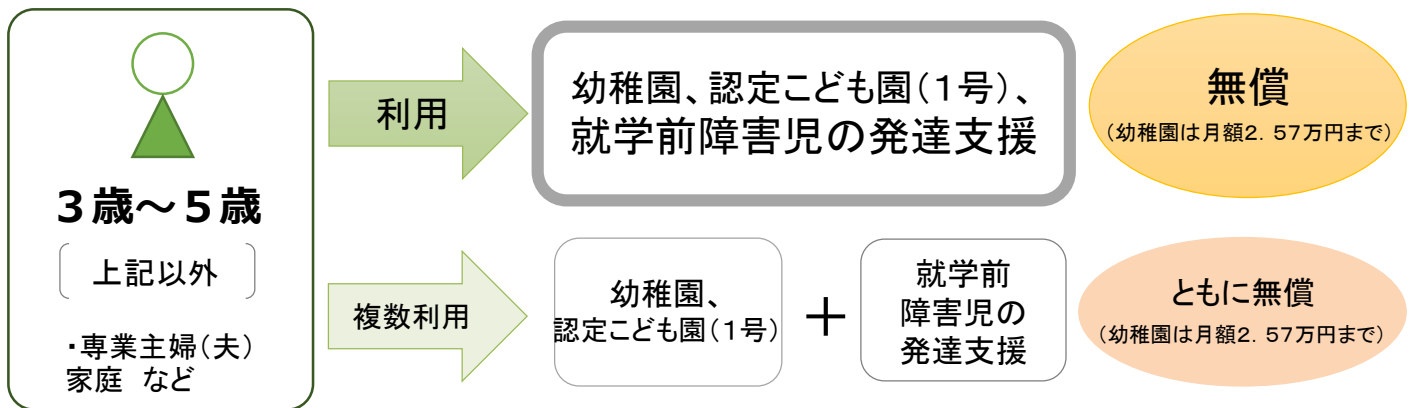 3歳～5歳
上記以外
・専業主婦(夫)
家庭 など
利用
幼稚園、認定こども園(1号)、
就学前障害児の発達支援
無償
(幼稚園は月額2．57万円まで)
複数利用
幼稚園、
認定こども園(1号)
＋
就学前
障害児の
発達支援
ともに無償
(幼稚園は月額2．57万円まで)